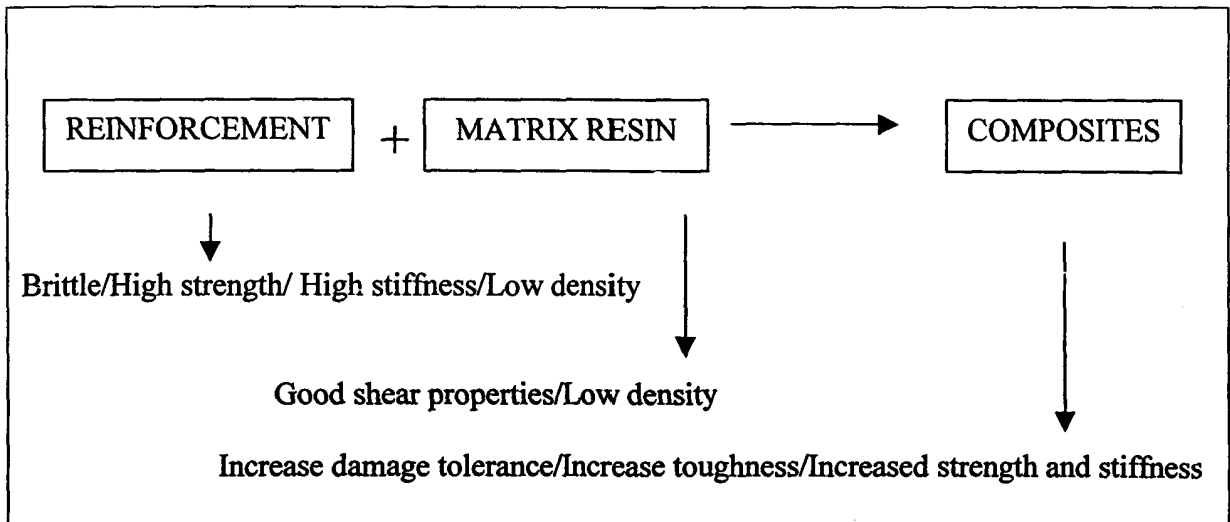 REINFORCEMENT + MATRIX RESIN COMPOSITES
Brittle/High strength/ High stiffness/Low density
Good shear properties/Low density
Increase damage tolerance/Increase toughness/Increased strength and stiffness